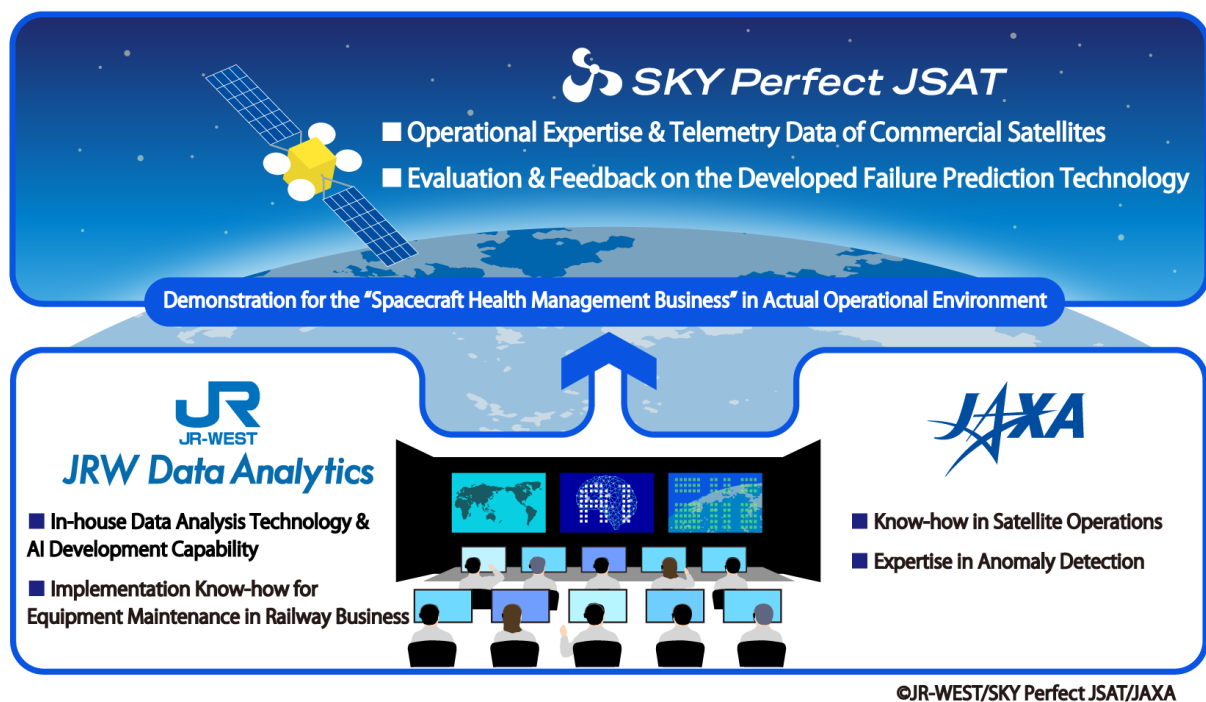 SKY Perfect JSAT
■ Operational Expertise & Telemetry Data of Commercial Satellites
■ Evaluation & Feedback on the Developed Failure Prediction Technology
Demonstration for the "Spacecraft Health Management Business" in Actual Operational Environment
JR
JR-WEST
JRW Data Analytics
■ In-house Data Analysis Technology &
AI Development Capability
■ Implementation Know-how for
Equipment Maintenance in Railway Business
AI
JAXA
■ Know-how in Satellite Operations
■ Expertise in Anomaly Detection
©JR-WEST/SKY Perfect JSAT/JAXA